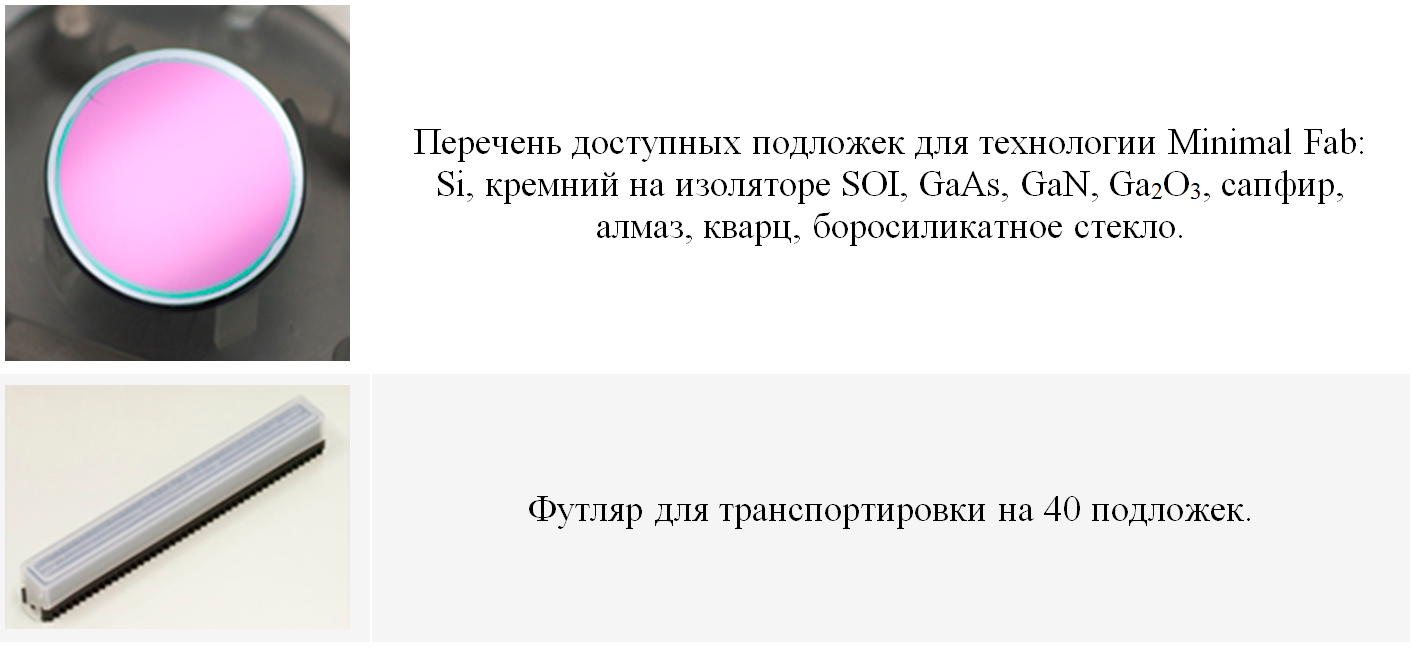 Перечень доступных подложек для технологии Minimal Fab:
Si, кремний на изоляторе SOI, GaAs, GaN, Ga₂O₃, сапфир,
алмаз, кварц, боросиликатное стекло.
Футляр для транспортировки на 40 подложек.